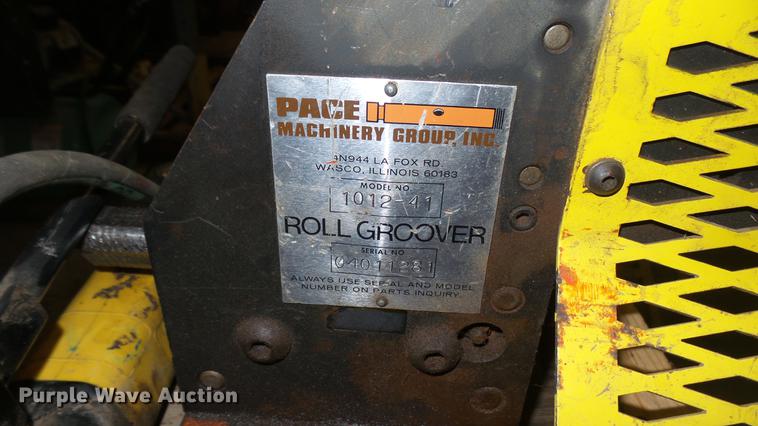 PACE
MACHINERY GROUP, INC.
4N944 LA FOX RD.
WASCO, ILLINOIS 60183
MODEL NO.
1012-41
ROLL GROOVER
SERIAL NO
04011281
ALWAYS USE SERIAL AND MODEL
NUMBER ON PARTS INQUIRY.
Purple Wave Auction